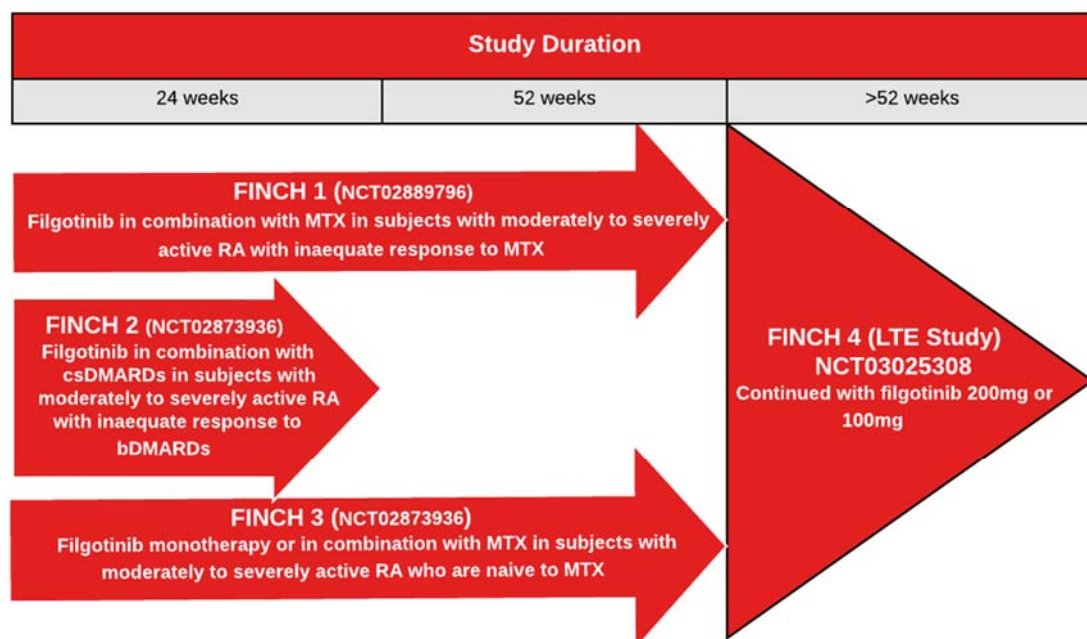 Study Duration
24 weeks
52 weeks
>52 weeks
FINCH 1 (NCT02889796)
Filgotinib in combination with MTX in subjects with moderately to severely
active RA with inaequate response to MTX
FINCH 2 (NCT02873936)
Filgotinib in combination with
csDMARDs in subjects with
moderately to severely active RA
with inaequate response to
bDMARDs
FINCH 3 (NCT02873936)
Filgotinib monotherapy or in combination with MTX in subjects with
moderately to severely active RA who are naive to MTX
FINCH 4 (LTE Study)
NCT03025308
Continued with filgotinib 200mg or
100mg